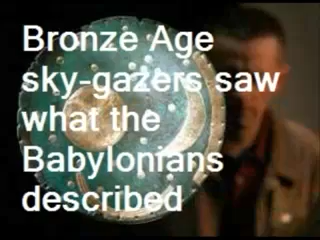 Bronze Age
sky-gazers saw
what the
Babylonians
described